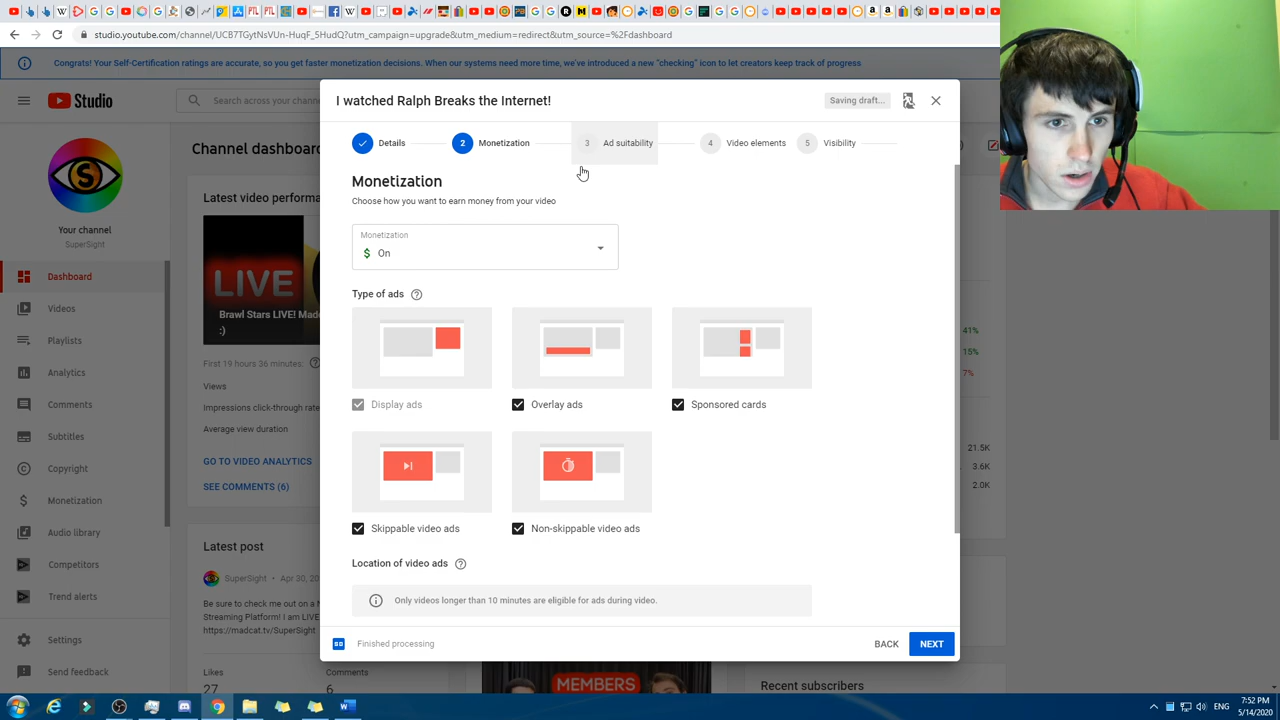 studio.youtube.com/channel/UCB7TGytNsVUn-HuqF_5HudQ?utm_campaign=upgrade&utm_medium=redirect&utm_source=%2Fdashboard
Congrats! Your Self-Certification ratings are accurate, so you get faster monetization decisions. When our systems need more time, we've introduced a new "checking" icon to let creators keep track of progress
Studio
Search across your channel
I watched Ralph Breaks the Internet!
Saving draft...
Details
2 Monetization
3 Ad suitability
4 Video elements
5 Visibility
Your channel
SuperSight
Dashboard
Videos
Playlists
Analytics
Comments
Subtitles
Copyright
Monetization
Audio library
Competitors
Trend alerts
Settings
Send feedback
Channel dashboard
Latest video performa
LIVE
Brawl Stars LIVE! Made
:)
First 19 hours 36 minutes:
Views
Impressions click-through rate
Average view duration
GO TO VIDEO ANALYTICS
SEE COMMENTS (6)
Latest post
SuperSight • Apr 30,
Be sure to check me out on a
Streaming Platform! I am LIVE
https://madcat.tv/SuperSight
Likes
Comments
27
6
Monetization
Choose how you want to earn money from your video
Monetization
$ On
Type of ads
Display ads
Overlay ads
Sponsored cards
Skippable video ads
Non-skippable video ads
Location of video ads
Only videos longer than 10 minutes are eligible for ads during video.
HD
Finished processing
BACK
NEXT
41%
15%
7%
21.5K
3.6K
2.0K
MEMBERS
Recent subscribers
ENG
7:52 PM
5/14/2020